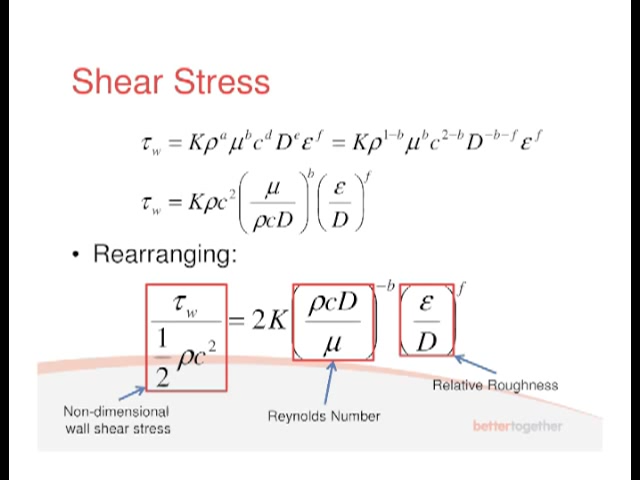 Shear Stress
τ_w = Kρ^a μ^b c^d D^e ε^f = Kρ^{1-b} μ^b c^{2-b} D^{-b-f} ε^f
τ_w = Kρc^2 (μ/ρcD)^b (ε/D)^f
• Rearranging:
τ_w / (1/2 ρc^2) = 2K (ρcD/μ)^{-b} (ε/D)^f
Relative Roughness
Non-dimensional
wall shear stress
Reynolds Number
bettertogether